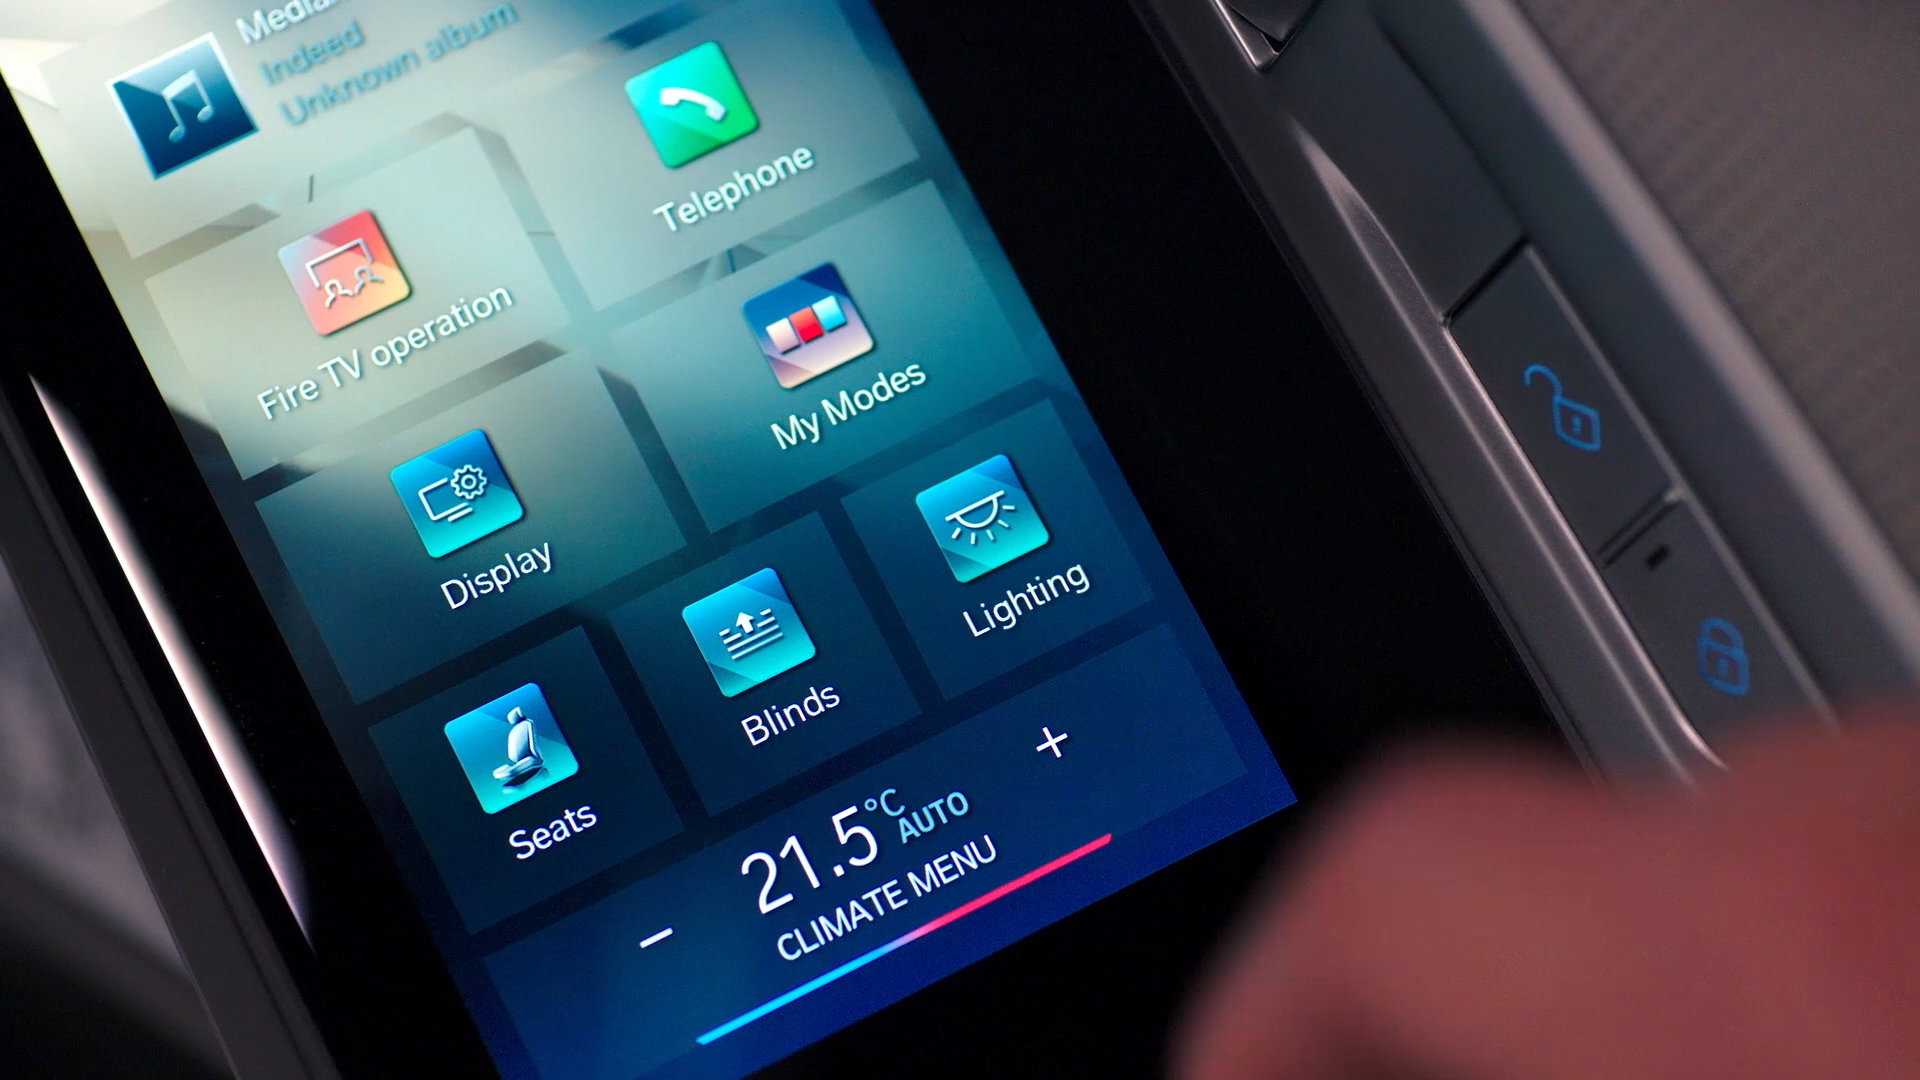 Media
Indeed
Unknown album
Telephone
Fire TV operation
My Modes
Display
Lighting
Blinds
Seats
+
21.5 °C AUTO
−
CLIMATE MENU